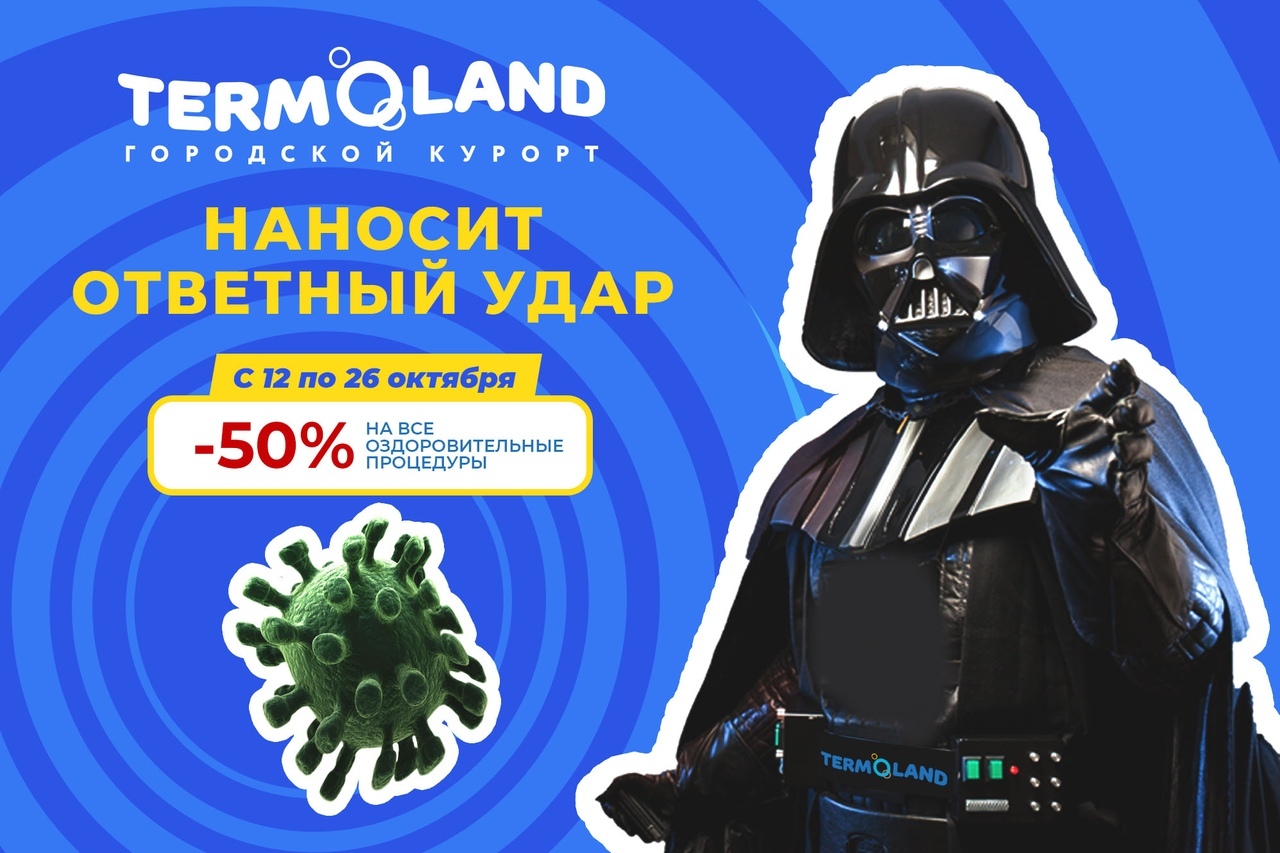 TERMOLAND
ГОРОДСКОЙ КУРОРТ
НАНОСИТ
ОТВЕТНЫЙ УДАР
С 12 по 26 октября
-50%
НА ВСЕ
ОЗДОРОВИТЕЛЬНЫЕ
ПРОЦЕДУРЫ
TERMOLAND